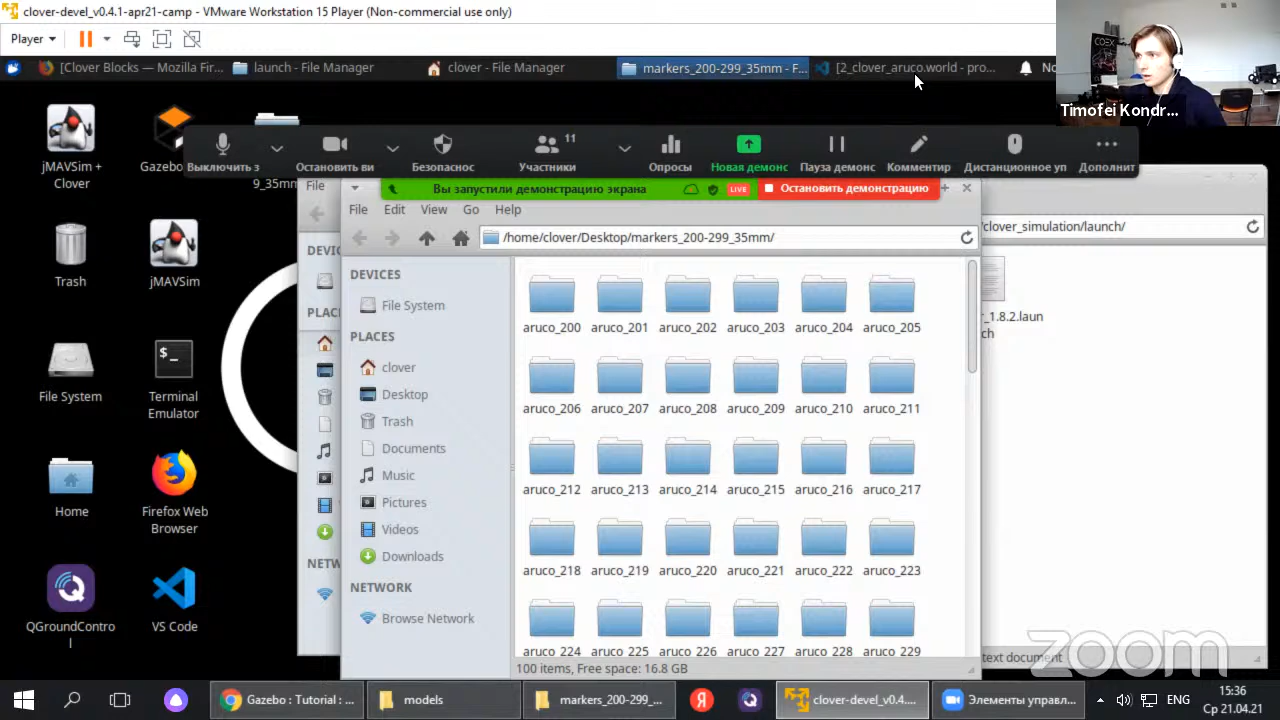 clover-devel_v0.4.1-apr21-camp - VMware Workstation 15 Player (Non-commercial use only)
Player
[Clover Blocks — Mozilla Fir...
launch - File Manager
clover - File Manager
markers_200-299_35mm - F...
[2_clover_aruco.world - pro...
COEX
Timofei Kondr...
jMAVSim +
Clover
9_35mm
Выключить з
Остановить ви
Безопаснос
Участники
11
Опросы
Новая демонс
Пауза демонс
Комментир
Дистанционное уп
Дополнит
Вы запустили демонстрацию экрана
LIVE
Остановить демонстрацию
File
File Edit View Go Help
/home/clover/Desktop/markers_200-299_35mm/
clover_simulation/launch/
DEVICES
File System
PLACES
clover
Desktop
Trash
Documents
Music
Pictures
Videos
Downloads
NETWORK
Browse Network
aruco_200 aruco_201 aruco_202 aruco_203 aruco_204 aruco_205
aruco_206 aruco_207 aruco_208 aruco_209 aruco_210 aruco_211
aruco_212 aruco_213 aruco_214 aruco_215 aruco_216 aruco_217
aruco_218 aruco_219 aruco_220 aruco_221 aruco_222 aruco_223
aruco_224 aruco_225 aruco_226 aruco_227 aruco_228 aruco_229
100 items, Free space: 16.8 GB
_1.8.2.laun
ch
text document
Trash
jMAVSim
File System
Terminal
Emulator
Home
Firefox Web
Browser
QGroundContro
l
VS Code
zoom
Gazebo : Tutorial : ...
models
markers_200-299_...
Я
clover-devel_v0.4....
Элементы управл...
ENG
15:36
Ср 21.04.21